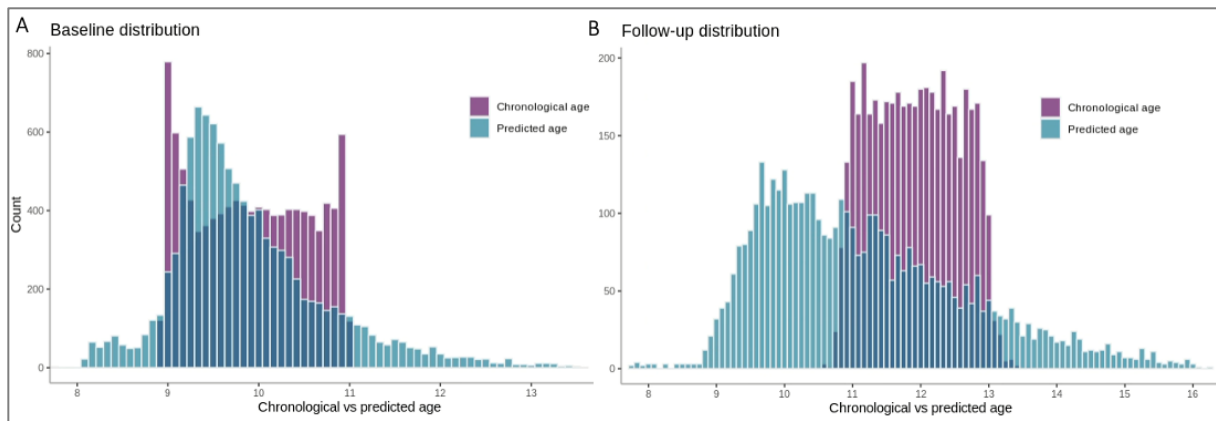 A Baseline distribution
800
600
400
200
0
Count
Chronological age
Predicted age
8 9 10 11 12 13
Chronological vs predicted age
B Follow-up distribution
200
150
100
50
0
Chronological age
Predicted age
8 9 10 11 12 13 14 15 16
Chronological vs predicted age